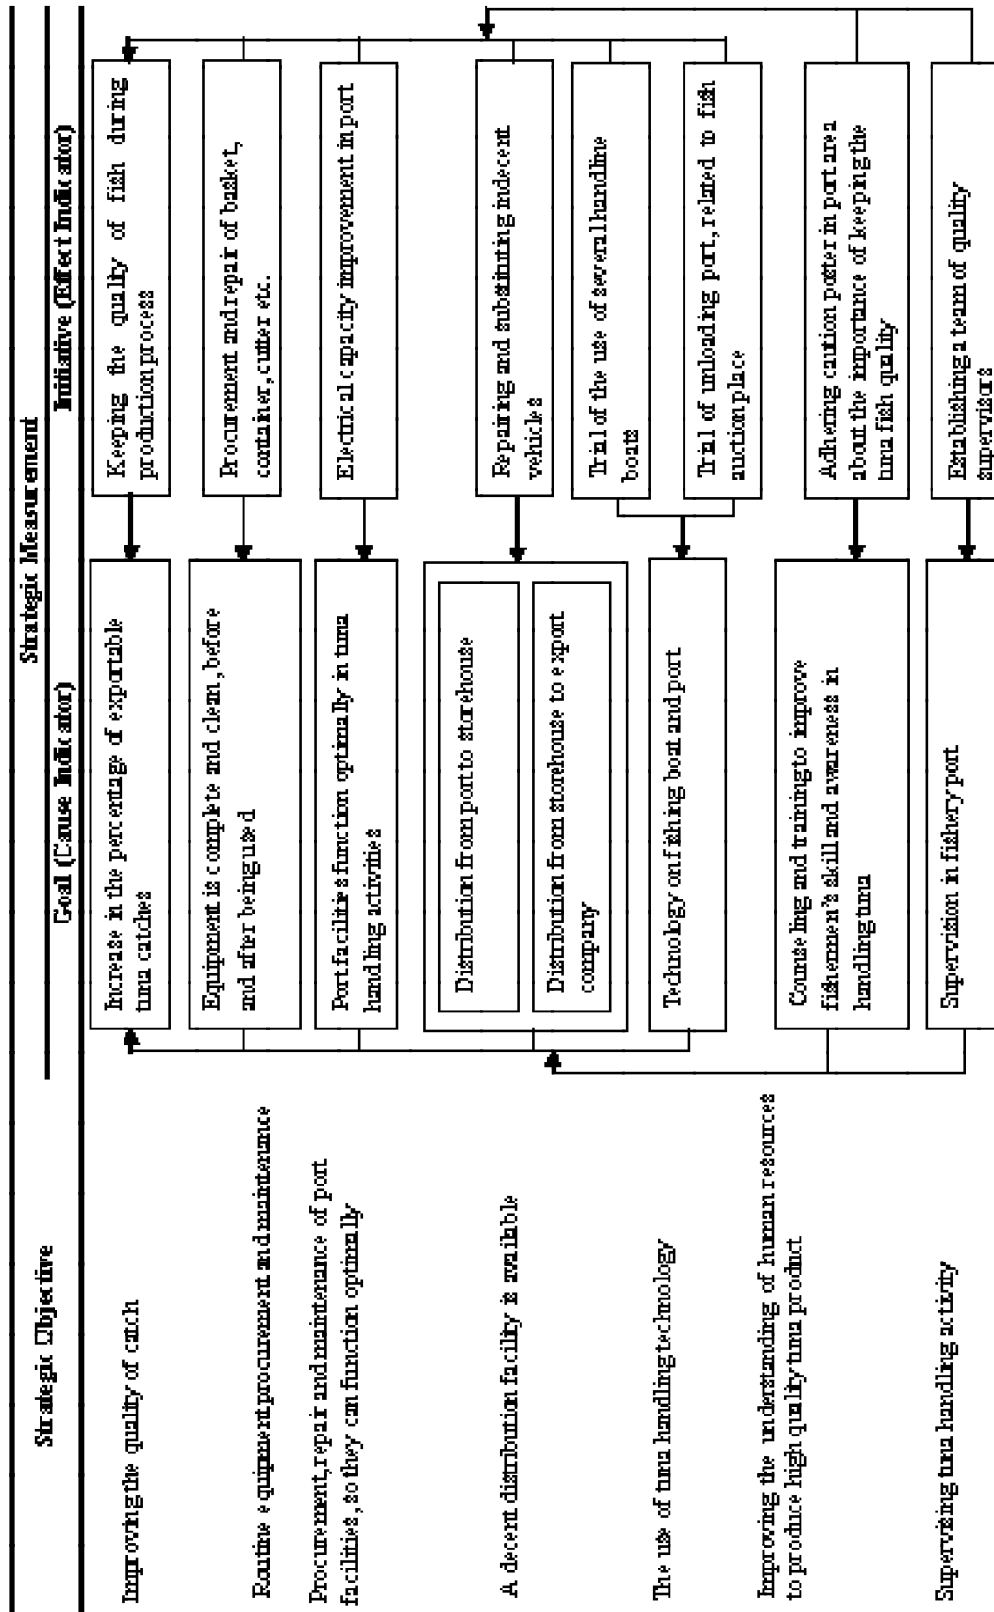 Strategic Objective
Strategic Measurement
Goal (Cause Indicator)
Initiative (Effect Indicator)
Improving the quality of catch
Increase in the percentage of exportable
tuna catches
Keeping the quality of fish during
production process
Routine equipment procurement and maintenance
Equipment is complete and clean, before
and after being used
Procurement and repair of basket,
container, cutter etc.
Procurement, repair and maintenance of port
facilities, so they can function optimally
Port facilities function optimally in tuna
handling activities
Electrical capacity improvement in port
A decent distribution facility is available
Distribution from port to storehouse
Distribution from storehouse to export
company
Repairing and substituting indecent
vehicles
The use of tuna handling technology
Technology on fishing boat and port
Trial of the use of several handline
boats
Trial of unloading port, related to fish
auction place
Improving the understanding of human resources
to produce high quality tuna product
Counseling and training to improve
fishermen's skill and awareness in
handling tuna
Adhering caution poster in port area
about the importance of keeping the
tuna fish quality
Supervising tuna handling activity
Supervision in fishery port
Establishing a team of quality
supervisors